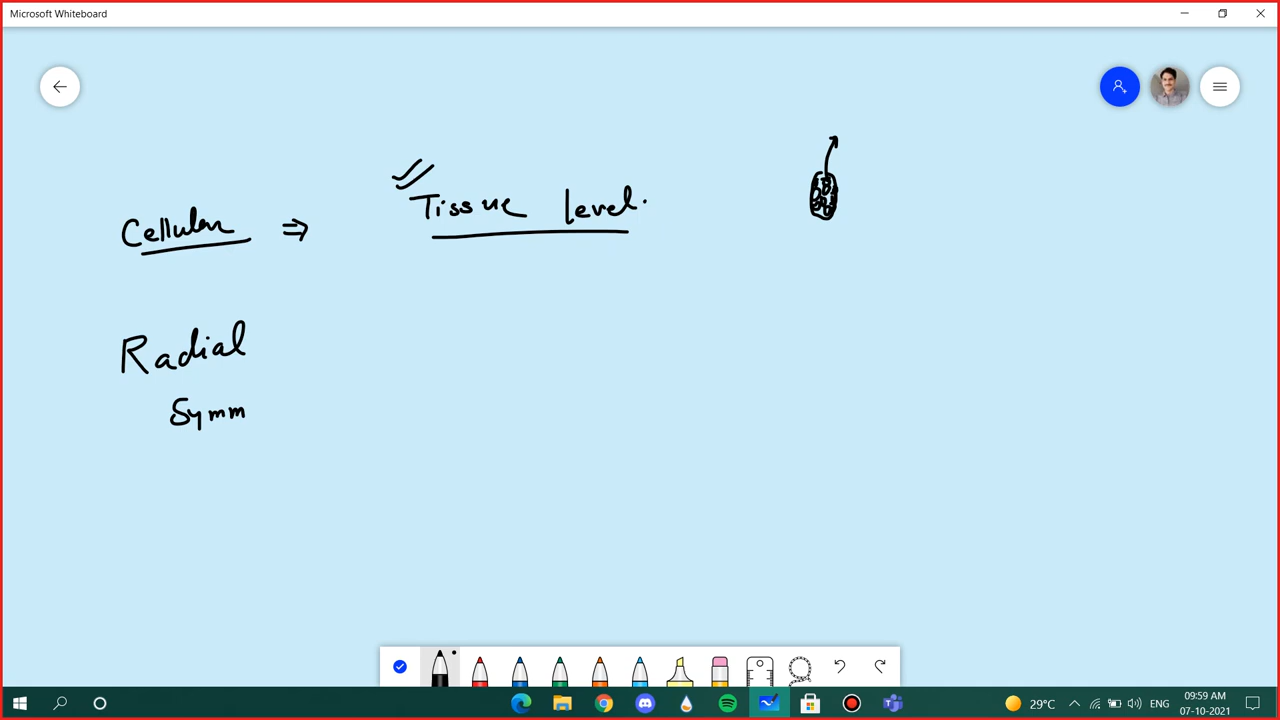 Microsoft Whiteboard
Cellular ⇒ Tissue level.
Radial
Symm
29°C
ENG
09:59 AM
07-10-2021